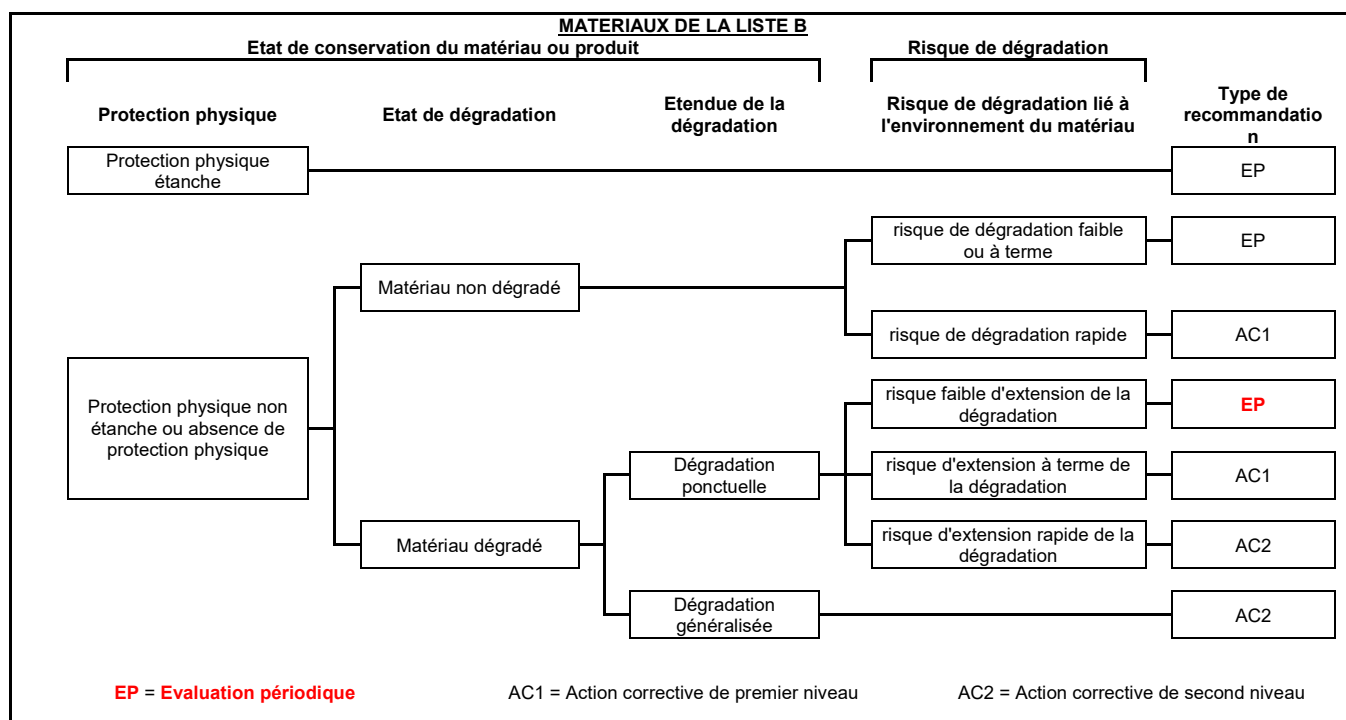 MATERIAUX DE LA LISTE B
Etat de conservation du matériau ou produit
Risque de dégradation
Protection physique
Etat de dégradation
Etendue de la
dégradation
Risque de dégradation lié à
l'environnement du matériau
Type de
recommandatio
n
Protection physique
étanche
EP
risque de dégradation faible
ou à terme
EP
Matériau non dégradé
risque de dégradation rapide
AC1
Protection physique non
étanche ou absence de
protection physique
risque faible d'extension de la
dégradation
EP
Dégradation
ponctuelle
risque d'extension à terme de
la dégradation
AC1
Matériau dégradé
risque d'extension rapide de la
dégradation
AC2
Dégradation
généralisée
AC2
EP = Evaluation périodique
AC1 = Action corrective de premier niveau
AC2 = Action corrective de second niveau